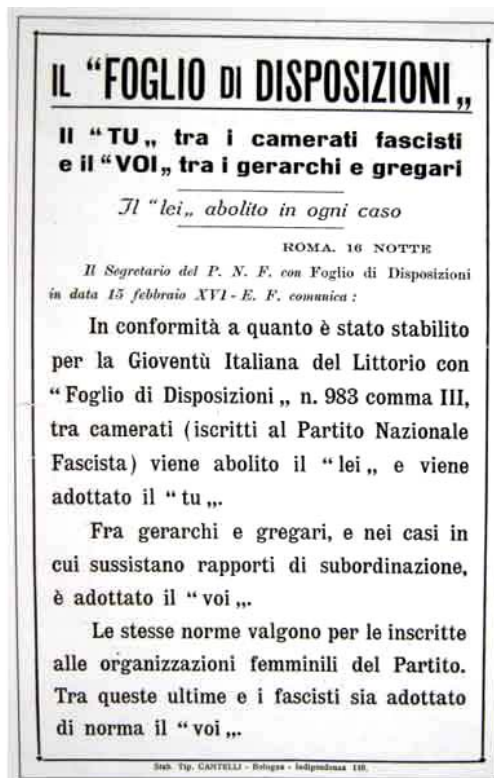 IL “FOGLIO DI DISPOSIZIONI„
Il “TU„ tra i camerati fascisti
e il “VOI„ tra i gerarchi e gregari
Il “lei„ abolito in ogni caso
ROMA. 16 NOTTE
Il Segretario del P. N. F. con Foglio di Disposizioni
in data 15 febbraio XVI - E. F. comunica :
In conformità a quanto è stato stabilito
per la Gioventù Italiana del Littorio con
“Foglio di Disposizioni„ n. 983 comma III,
tra camerati (iscritti al Partito Nazionale
Fascista) viene abolito il “lei„ e viene
adottato il “tu„.
Fra gerarchi e gregari, e nei casi in
cui sussistano rapporti di subordinazione,
è adottato il “voi„.
Le stesse norme valgono per le inscritte
alle organizzazioni femminili del Partito.
Tra queste ultime e i fascisti sia adottato
di norma il “voi„.
Stab. Tip. CANTELLI - Bologna - Indipendenza 110.